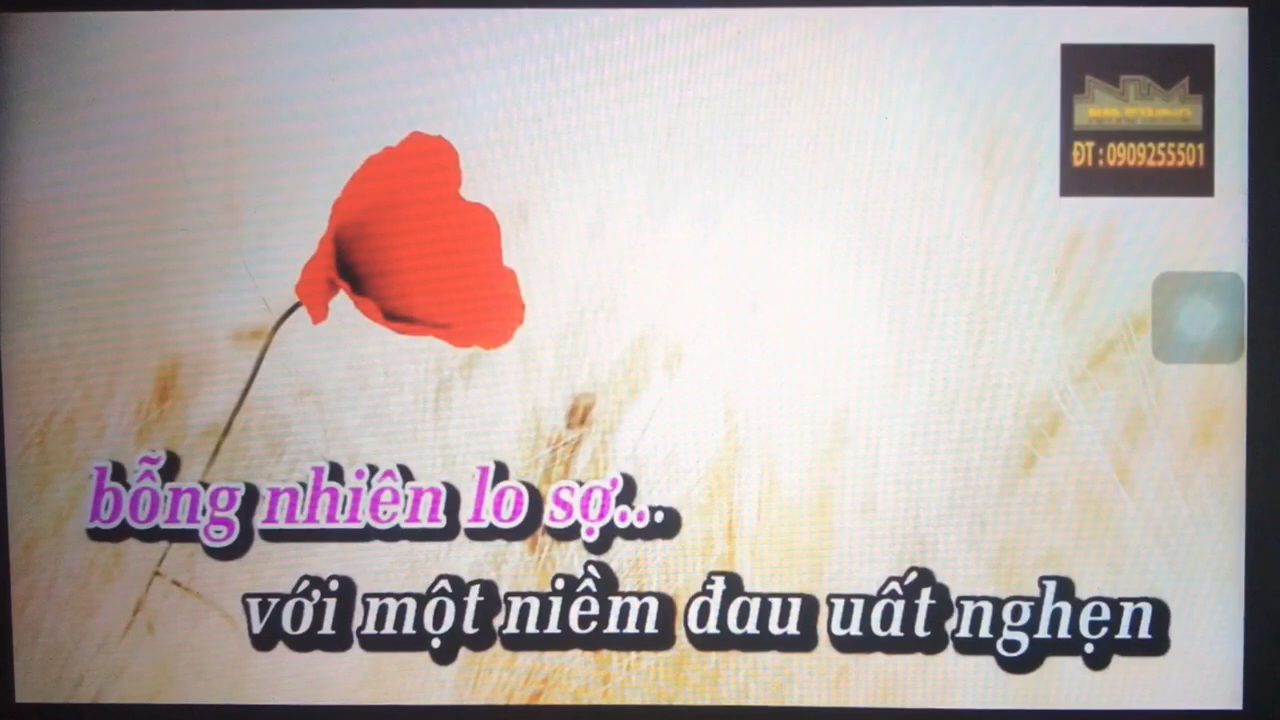 ĐT : 0909255501
bỗng nhiên lo sợ...
với một niềm đau uất nghẹn